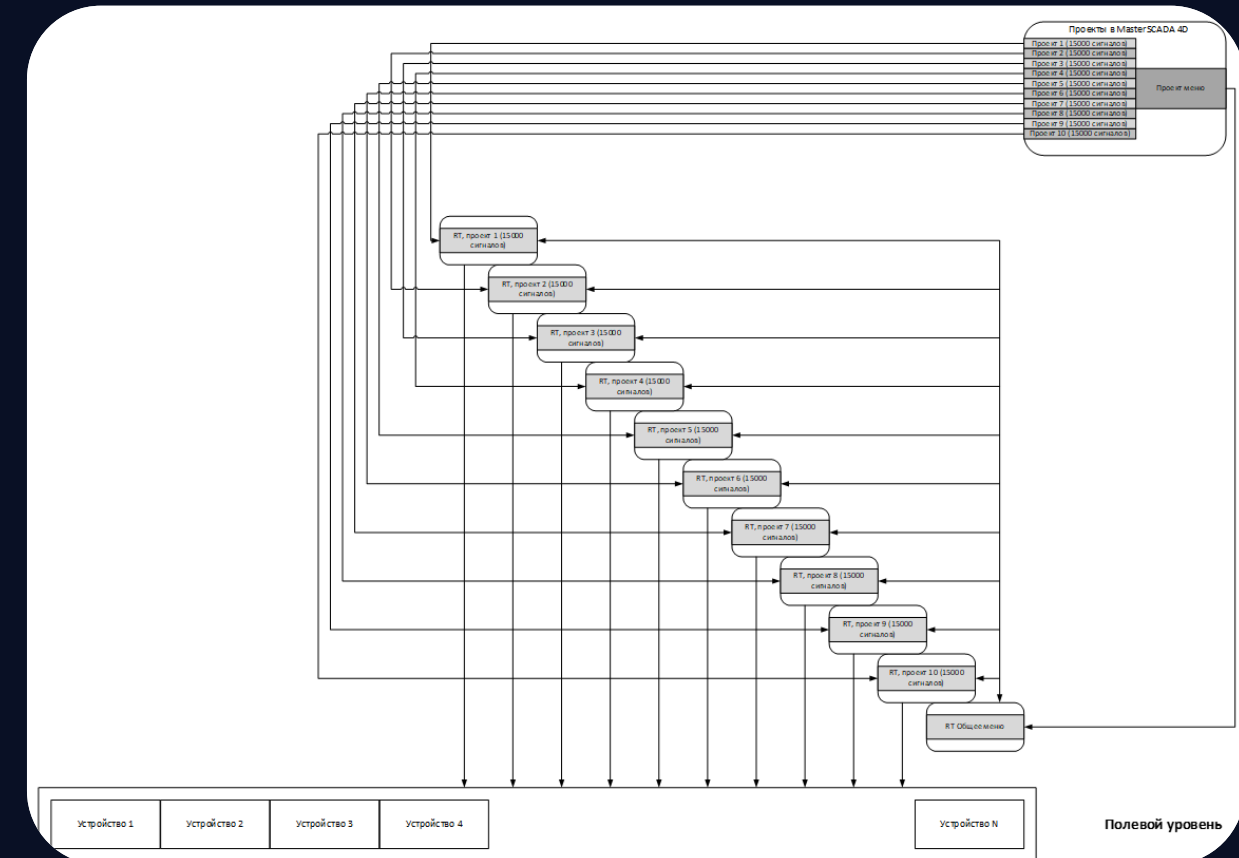 Проекты в MasterSCADA 4D
Проект 1 (15000 сигналов)
Проект 2 (15000 сигналов)
Проект 3 (15000 сигналов)
Проект 4 (15000 сигналов)
Проект 5 (15000 сигналов)
Проект 6 (15000 сигналов)
Проект 7 (15000 сигналов)
Проект 8 (15000 сигналов)
Проект 9 (15000 сигналов)
Проект 10 (15000 сигналов)
Проект меню
RT, проект 1 (15000
сигналов)
RT, проект 2 (15000
сигналов)
RT, проект 3 (15000
сигналов)
RT, проект 4 (15000
сигналов)
RT, проект 5 (15000
сигналов)
RT, проект 6 (15000
сигналов)
RT, проект 7 (15000
сигналов)
RT, проект 8 (15000
сигналов)
RT, проект 9 (15000
сигналов)
RT, проект 10 (15000
сигналов)
RT Общее меню
Устройство 1
Устройство 2
Устройство 3
Устройство 4
Устройство N
Полевой уровень